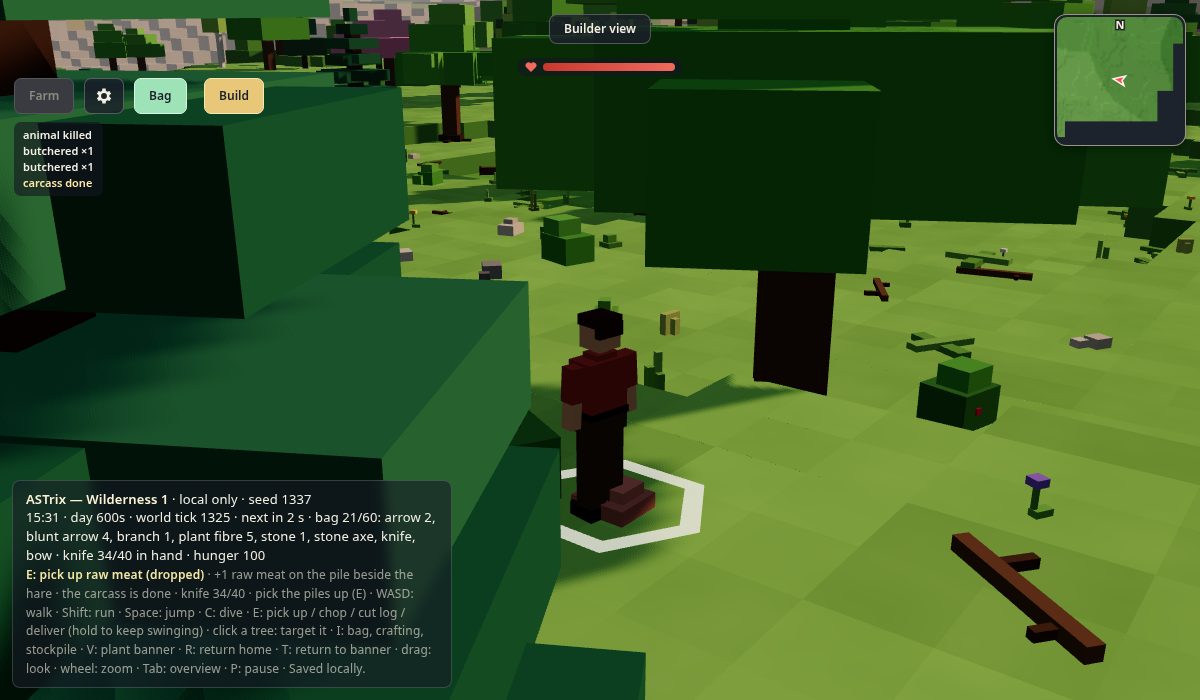 Builder view
N
Farm
Bag
Build
animal killed
butchered ×1
butchered ×1
carcass done
ASTrix — Wilderness 1 · local only · seed 1337
15:31 · day 600s · world tick 1325 · next in 2 s · bag 21/60: arrow 2,
blunt arrow 4, branch 1, plant fibre 5, stone 1, stone axe, knife,
bow · knife 34/40 in hand · hunger 100
E: pick up raw meat (dropped) · +1 raw meat on the pile beside the
hare · the carcass is done · knife 34/40 · pick the piles up (E) · WASD:
walk · Shift: run · Space: jump · C: dive · E: pick up / chop / cut log /
deliver (hold to keep swinging) · click a tree: target it · I: bag, crafting,
stockpile · V: plant banner · R: return home · T: return to banner · drag:
look · wheel: zoom · Tab: overview · P: pause · Saved locally.